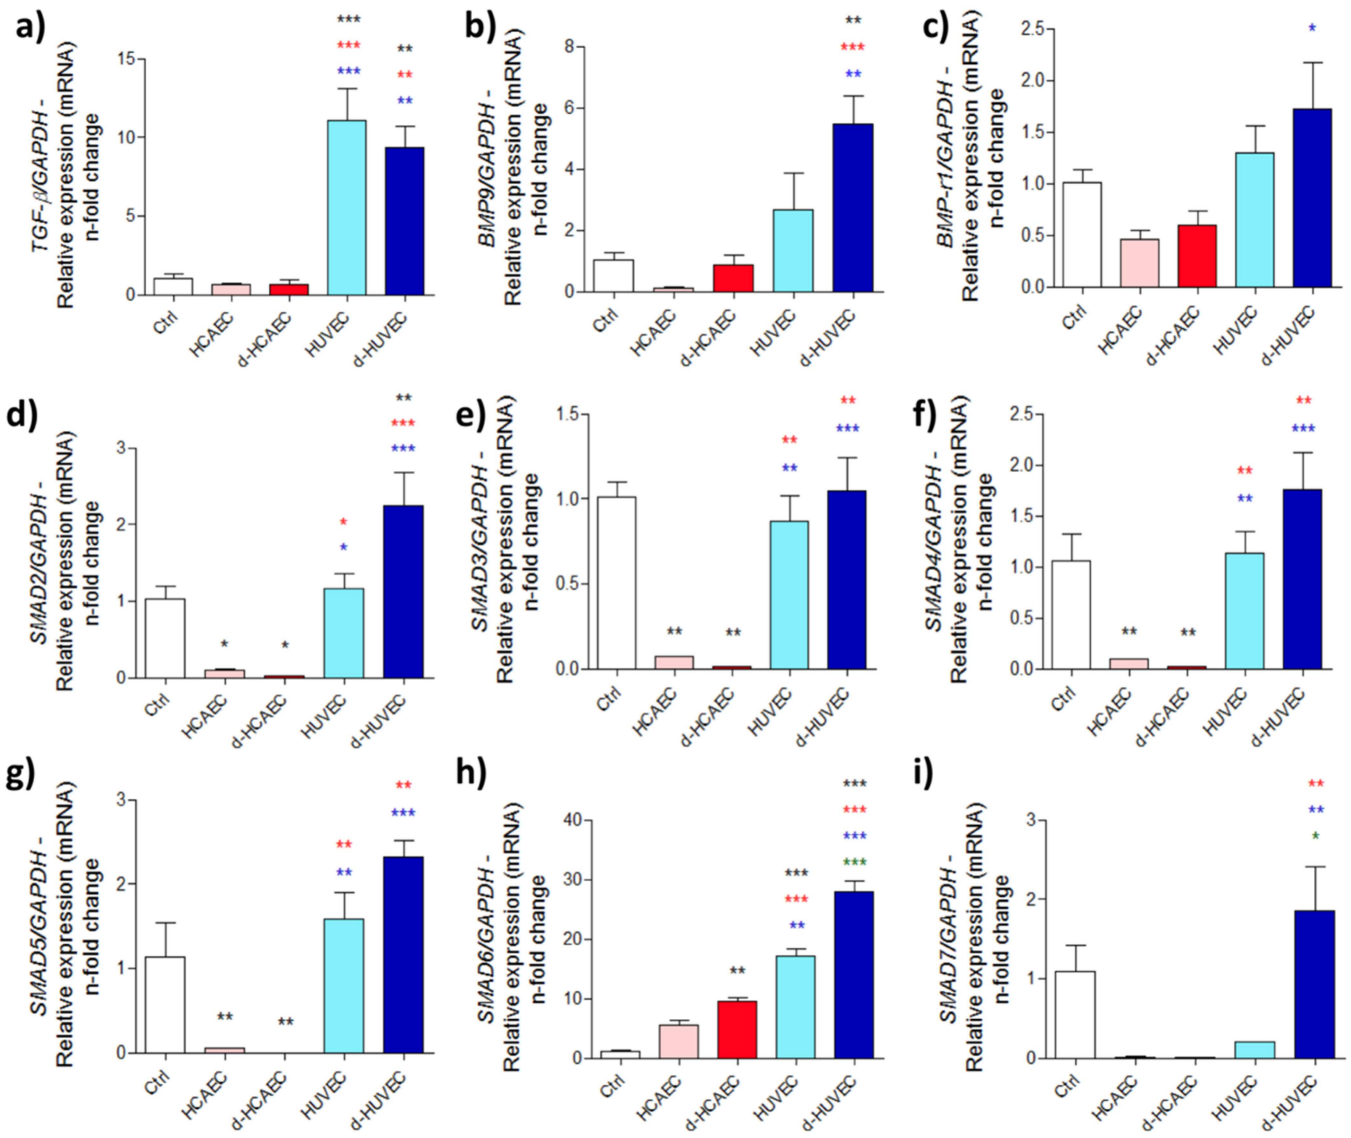 a)
TGF-β/GAPDH -
Relative expression (mRNA)
n-fold change
15
10
5
0
***
***
***
**
**
**
Ctrl
HCAEC
d-HCAEC
HUVEC
d-HUVEC
b)
BMP9/GAPDH -
Relative expression (mRNA)
n-fold change
8
6
4
2
0
**
***
**
Ctrl
HCAEC
d-HCAEC
HUVEC
d-HUVEC
c)
BMP-r1/GAPDH -
Relative expression (mRNA)
n-fold change
2.5
2.0
1.5
1.0
0.5
0.0
*
Ctrl
HCAEC
d-HCAEC
HUVEC
d-HUVEC
d)
SMAD2/GAPDH -
Relative expression (mRNA)
n-fold change
3
2
1
0
*
*
*
*
**
***
***
Ctrl
HCAEC
d-HCAEC
HUVEC
d-HUVEC
e)
SMAD3/GAPDH -
Relative expression (mRNA)
n-fold change
1.5
1.0
0.5
0.0
**
**
**
**
**
***
Ctrl
HCAEC
d-HCAEC
HUVEC
d-HUVEC
f)
SMAD4/GAPDH -
Relative expression (mRNA)
n-fold change
2.5
2.0
1.5
1.0
0.5
0.0
**
**
**
**
**
***
Ctrl
HCAEC
d-HCAEC
HUVEC
d-HUVEC
g)
SMAD5/GAPDH -
Relative expression (mRNA)
n-fold change
3
2
1
0
**
**
**
**
**
***
Ctrl
HCAEC
d-HCAEC
HUVEC
d-HUVEC
h)
SMAD6/GAPDH -
Relative expression (mRNA)
n-fold change
40
30
20
10
0
**
***
***
**
***
***
***
***
Ctrl
HCAEC
d-HCAEC
HUVEC
d-HUVEC
i)
SMAD7/GAPDH -
Relative expression (mRNA)
n-fold change
3
2
1
0
**
**
*
Ctrl
HCAEC
d-HCAEC
HUVEC
d-HUVEC